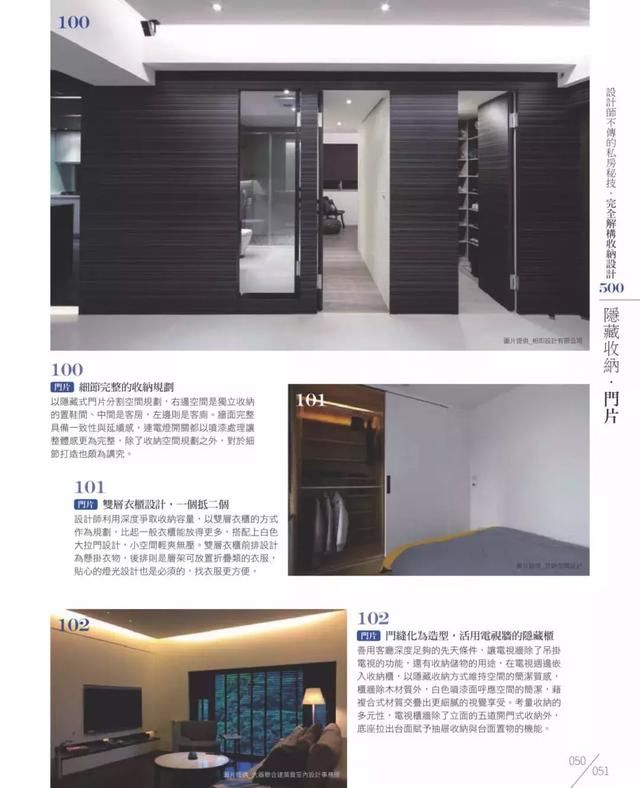 100
圖片提供_相即設計有限公司
設計師不傳的私房秘技．完全解構收納設計
500
隱藏收納．門片
100
門片 細節完整的收納規劃
以隱藏式門片分割空間規劃，右邊空間是獨立收納
的置鞋間、中間是客房，左邊則是客廁。牆面完整
具備一致性與延續感，連電燈開關都以噴漆處理讓
整體感更為完整，除了收納空間規劃之外，對於細
節打造也頗為講究。
101
101
門片 雙層衣櫃設計，一個抵二個
設計師利用深度爭取收納容量，以雙層衣櫃的方式
作為規劃，比起一般衣櫃能放得更多，搭配上白色
大拉門設計，小空間輕爽無壓。雙層衣櫃前排設計
為懸掛衣物，後排則是層架可放置折疊類的衣服，
貼心的燈光設計也是必須的，找衣服更方便。
102
圖片提供_大器聯合建築暨室內設計事務所
102
門片 門縫化為造型，活用電視牆的隱藏櫃
善用客廳深度足夠的先天條件，讓電視牆除了吊掛
電視的功能，還有收納儲物的用途，在電視週邊嵌
入收納櫃，以隱藏收納方式維持空間的簡潔質感，
櫃牆除木材質外，白色噴漆面呼應空間的簡潔，藉
複合式材質交疊出更細膩的視覺享受。考量收納的
多元性，電視櫃牆除了立面的五道開門式收納外，
底座拉出台面賦予抽屜收納與台面置物的機能。
050
051